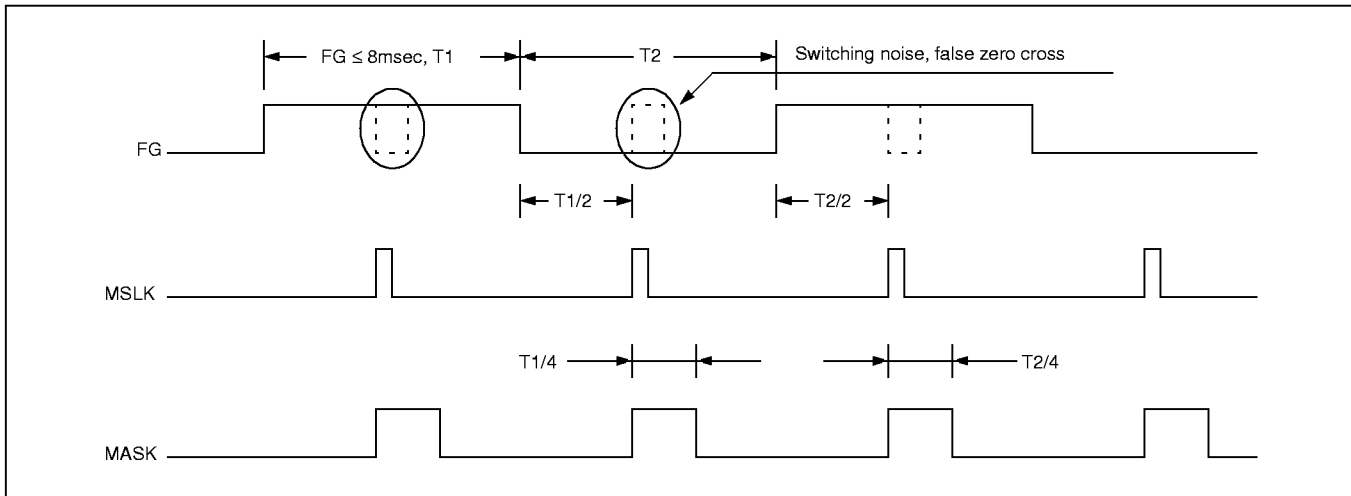 FG ≤ 8msec, T1
T2
Switching noise, false zero cross
FG
T1/2
T2/2
MSLK
T1/4
T2/4
MASK